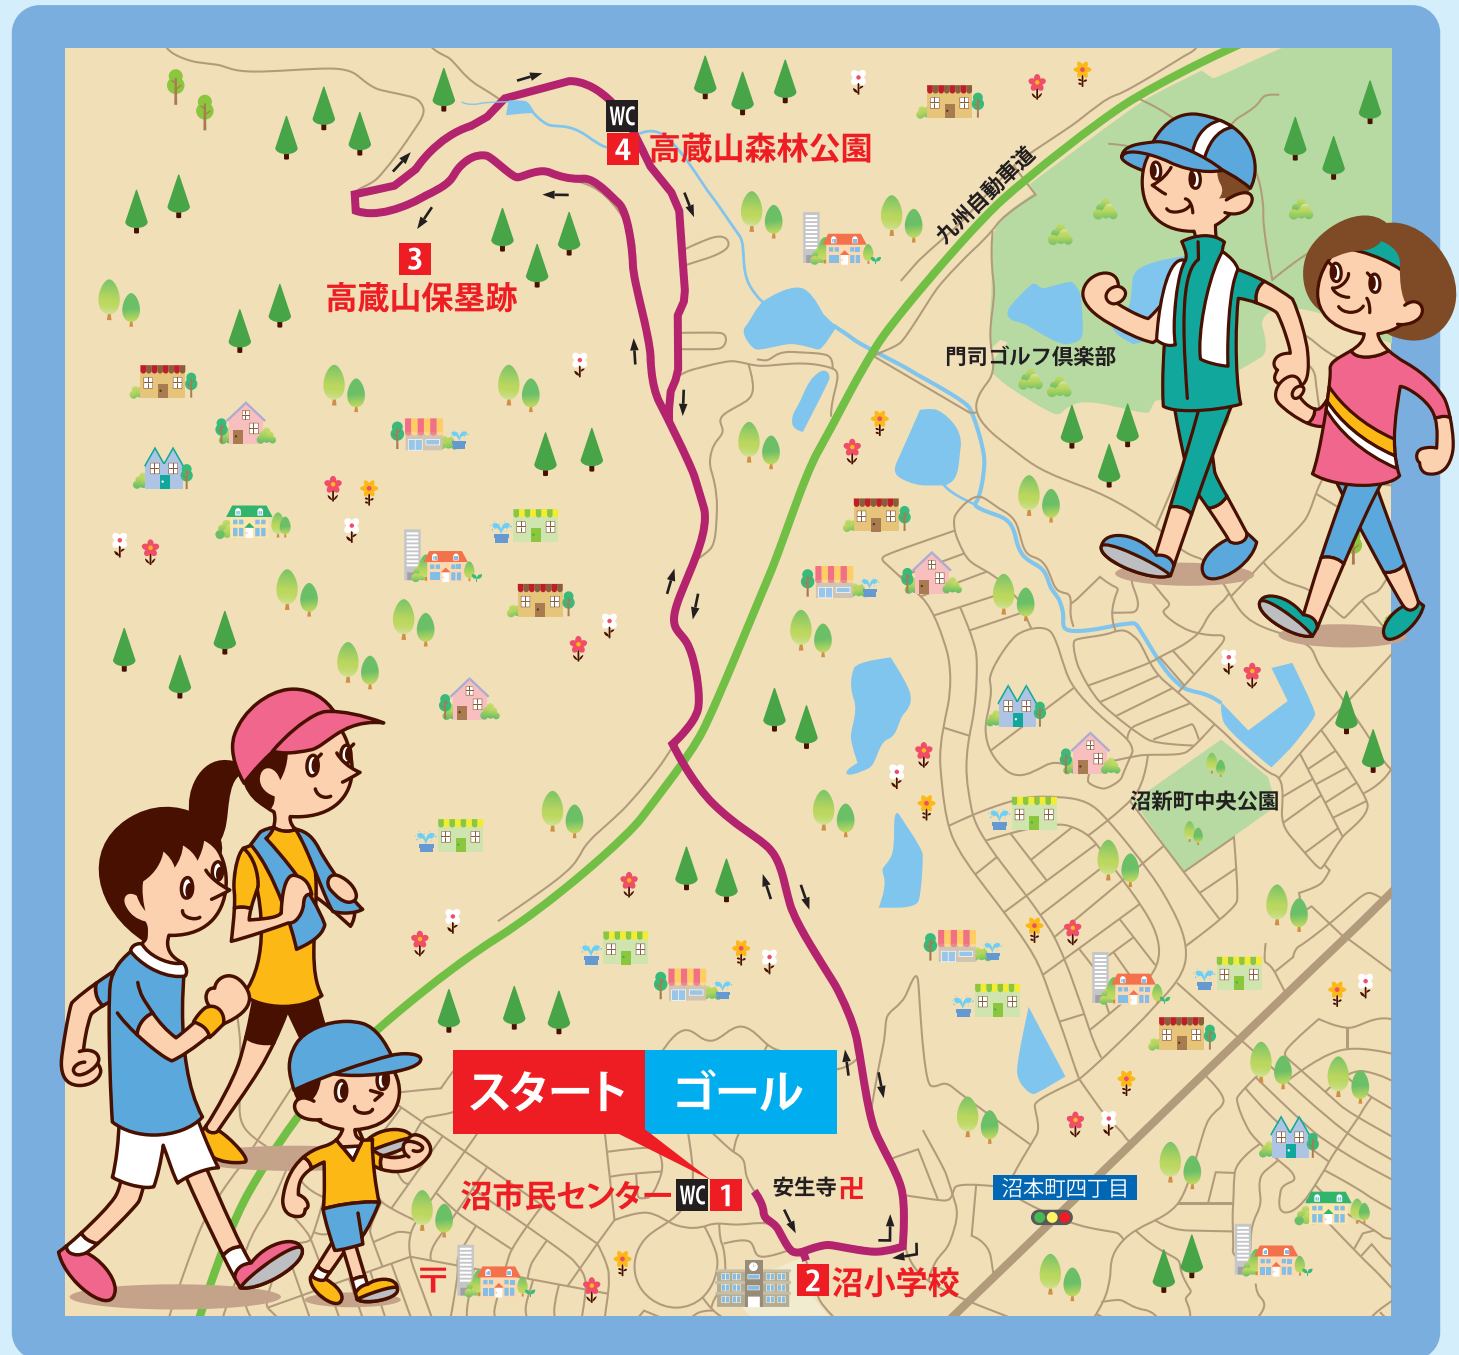 WC
4 高蔵山森林公園
九州自動車道
3
高蔵山保塁跡
門司ゴルフ倶楽部
沼新町中央公園
スタート ゴール
沼市民センター WC 1
安生寺 卍
沼本町四丁目
〒
2 沼小学校